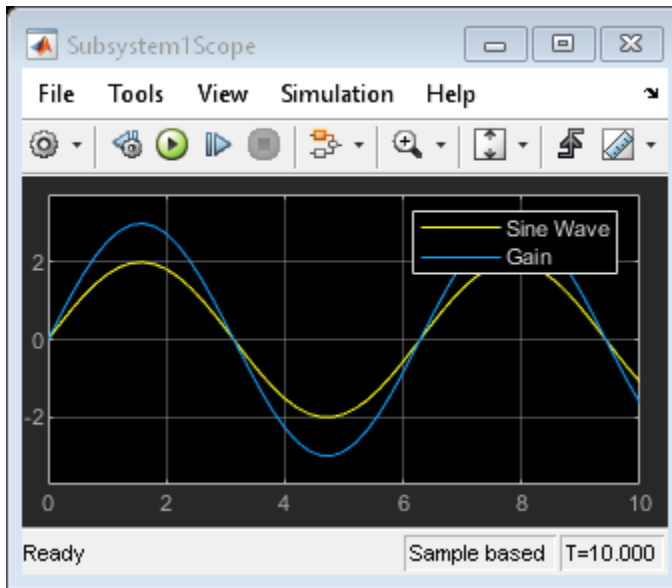 Subsystem1Scope
File Tools View Simulation Help
Sine Wave
Gain
2
0
-2
0 2 4 6 8 10
Ready Sample based T=10.000